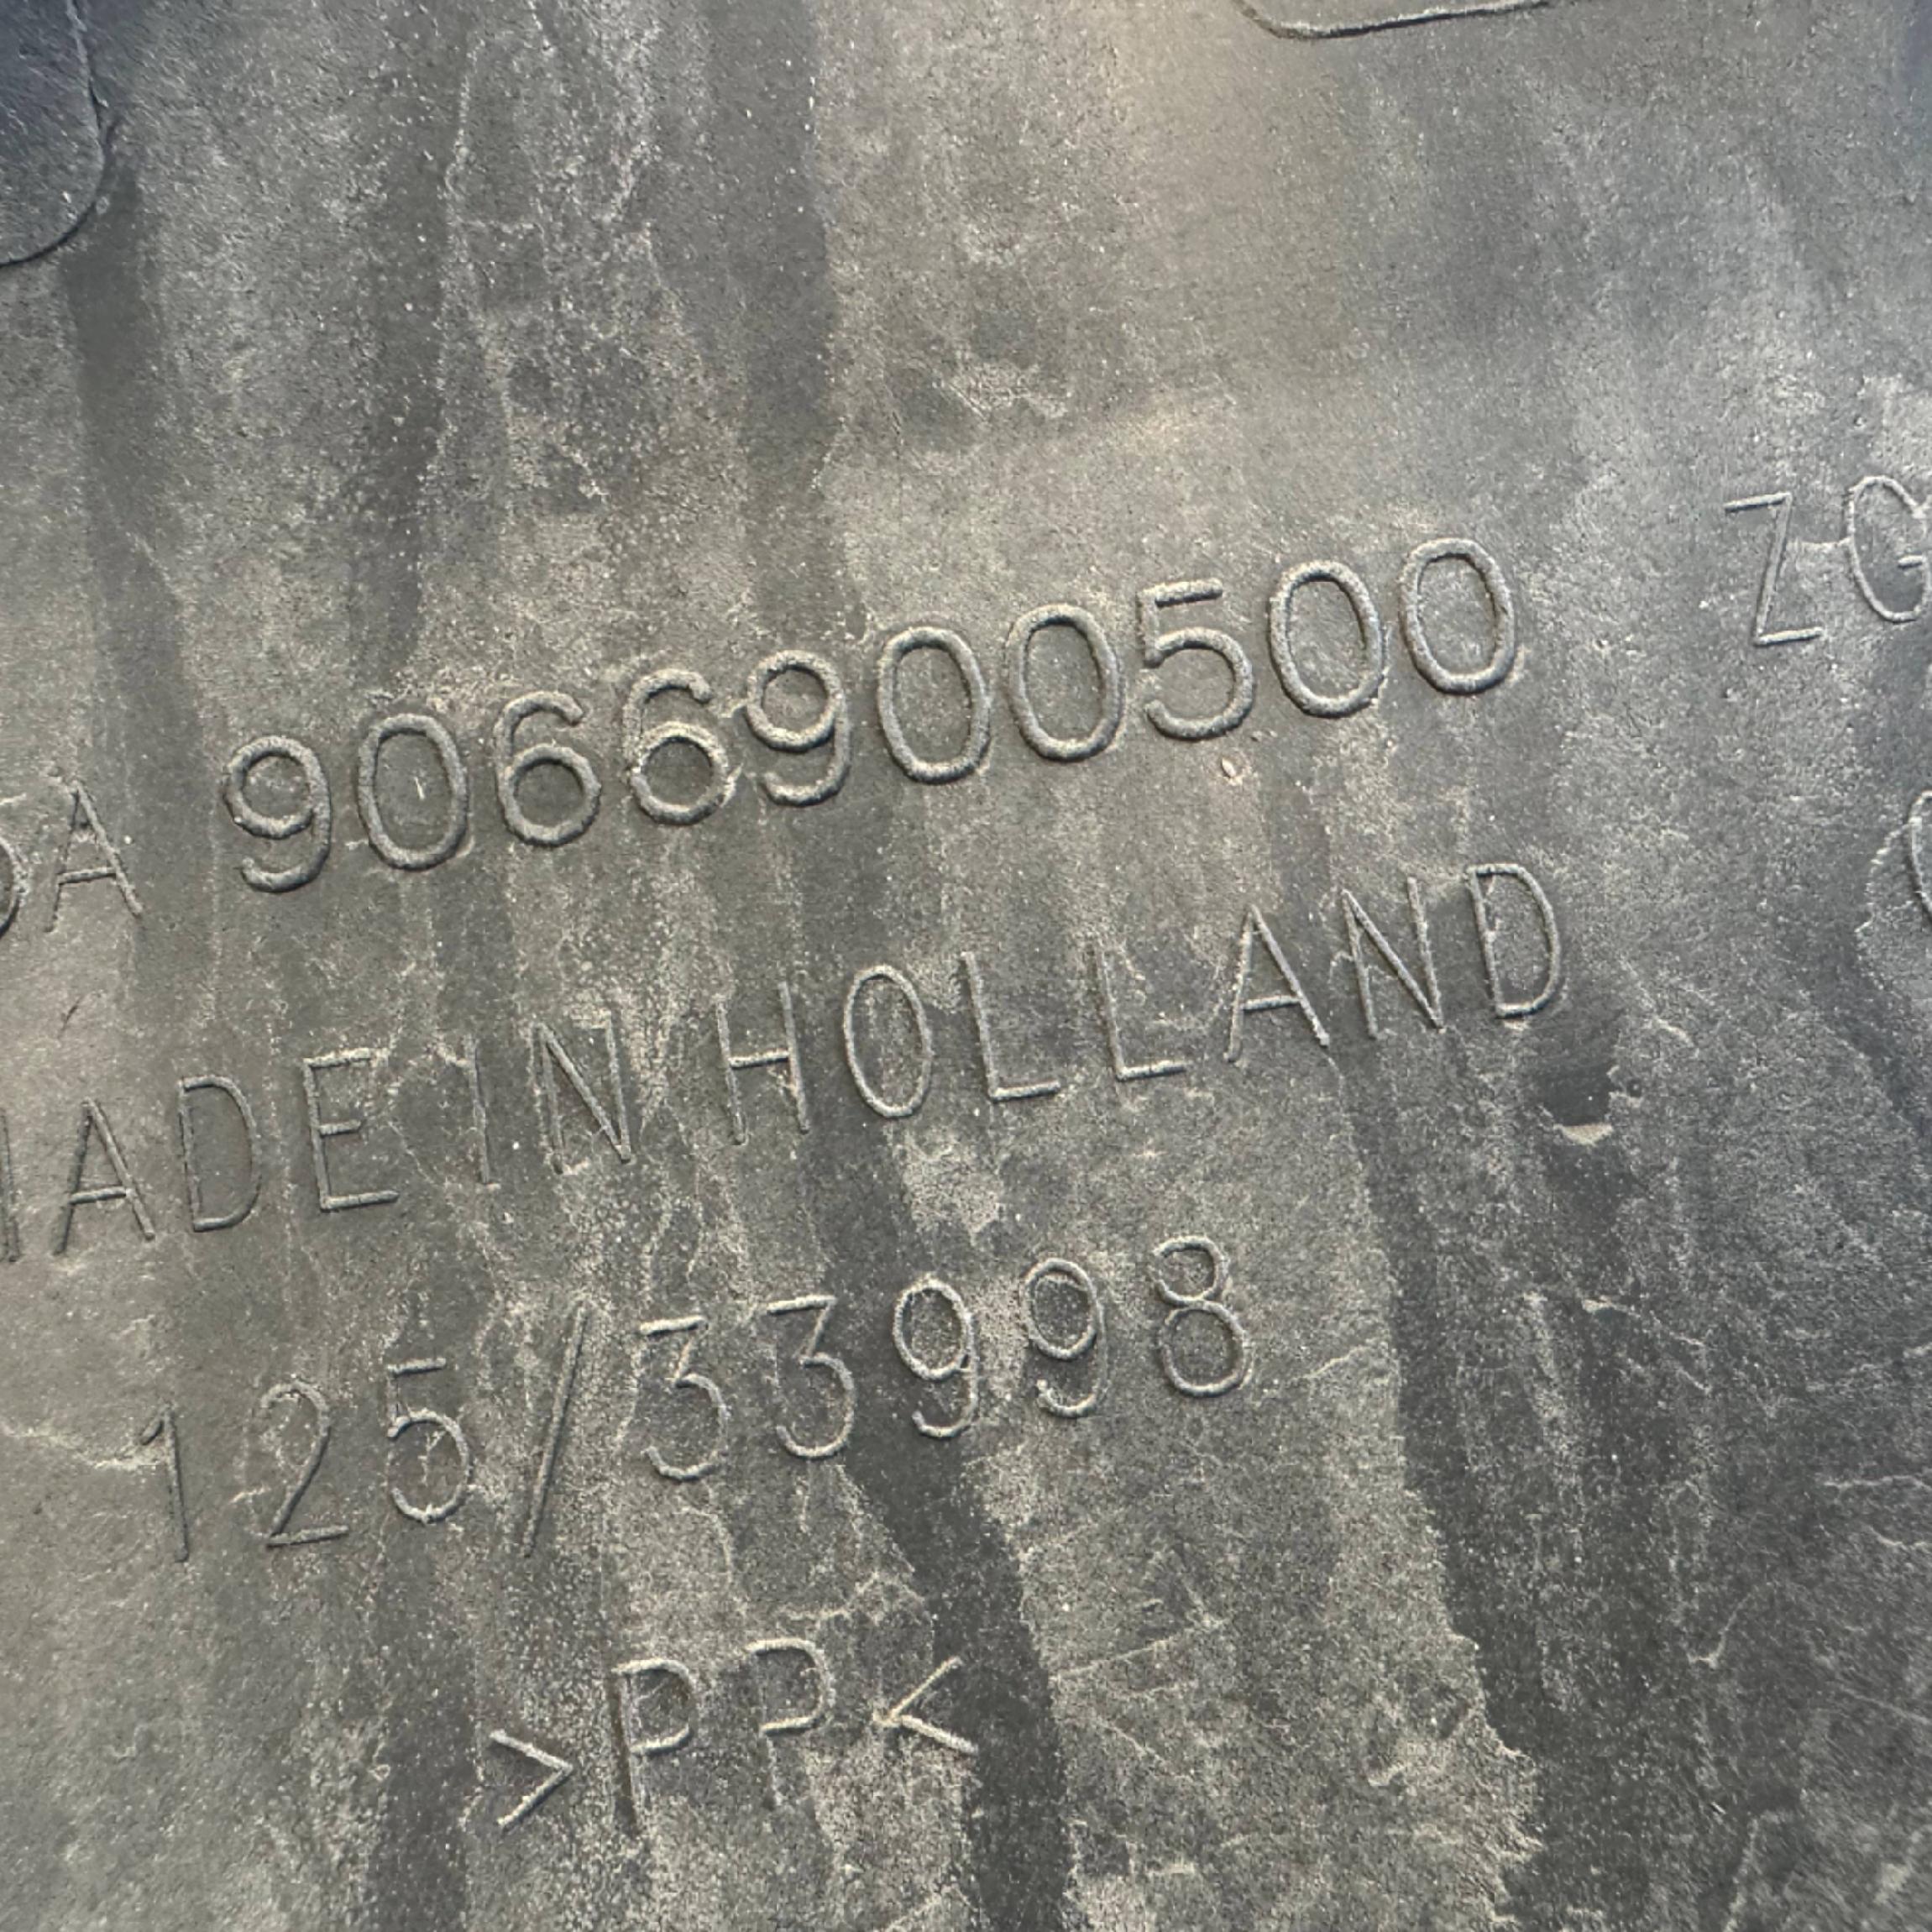 A 9066900500 ZG
MADE IN HOLLAND
125/33998
>PP<